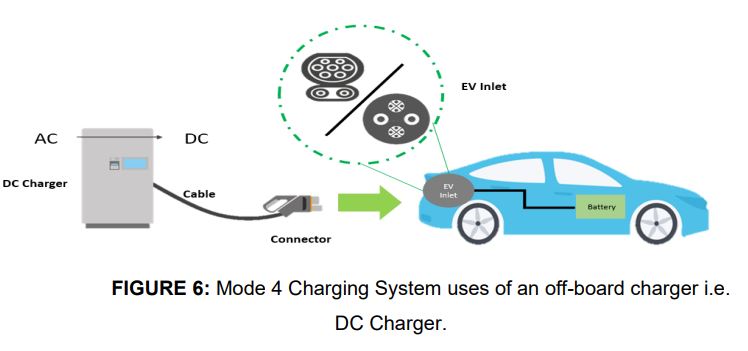 EV Inlet
AC
DC
DC Charger
Cable
Connector
EV
Inlet
Battery
FIGURE 6: Mode 4 Charging System uses of an off-board charger i.e.
DC Charger.